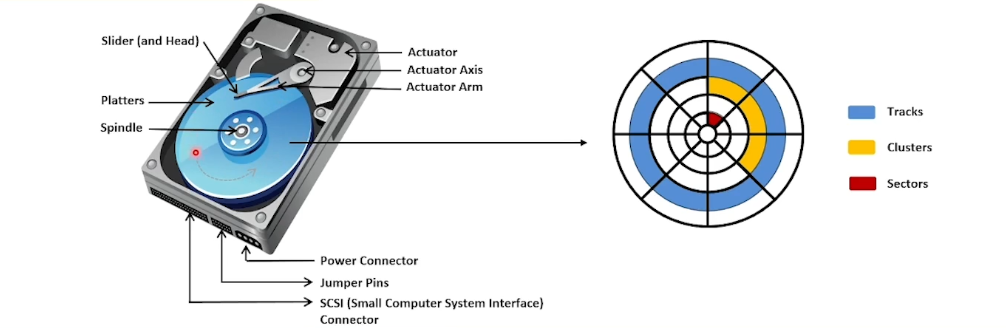 Slider (and Head)
Platters
Spindle
Actuator
Actuator Axis
Actuator Arm
Power Connector
Jumper Pins
SCSI (Small Computer System Interface)
Connector
Tracks
Clusters
Sectors